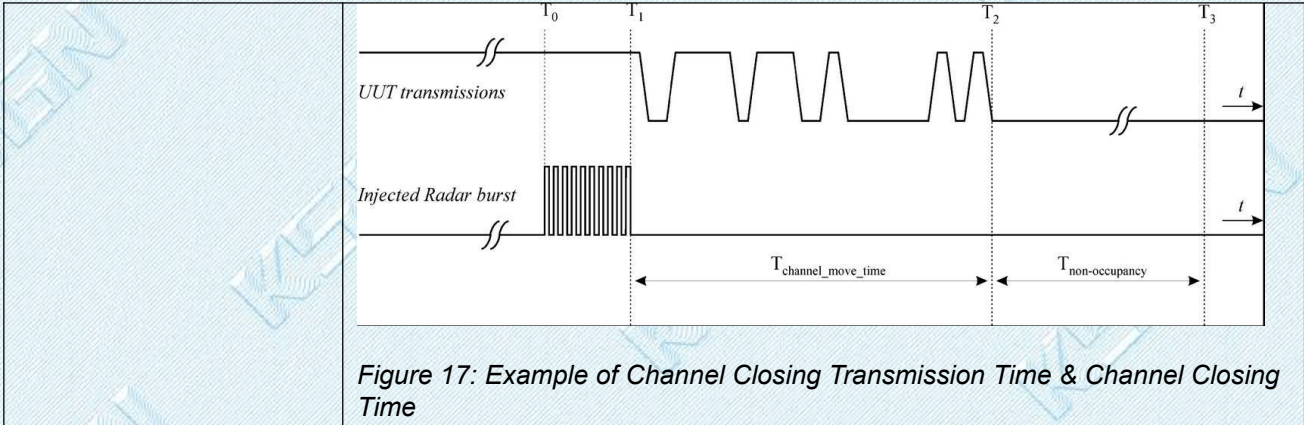 T0 T1 T2 T3
UUT transmissions
t
Injected Radar burst
t
Tchannel_move_time Tnon-occupancy
Figure 17: Example of Channel Closing Transmission Time & Channel Closing
Time